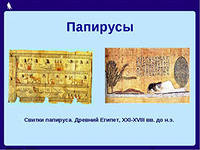 Папирусы
Свитки папируса. Древний Египет, XXI-XVIII вв. до н.э.